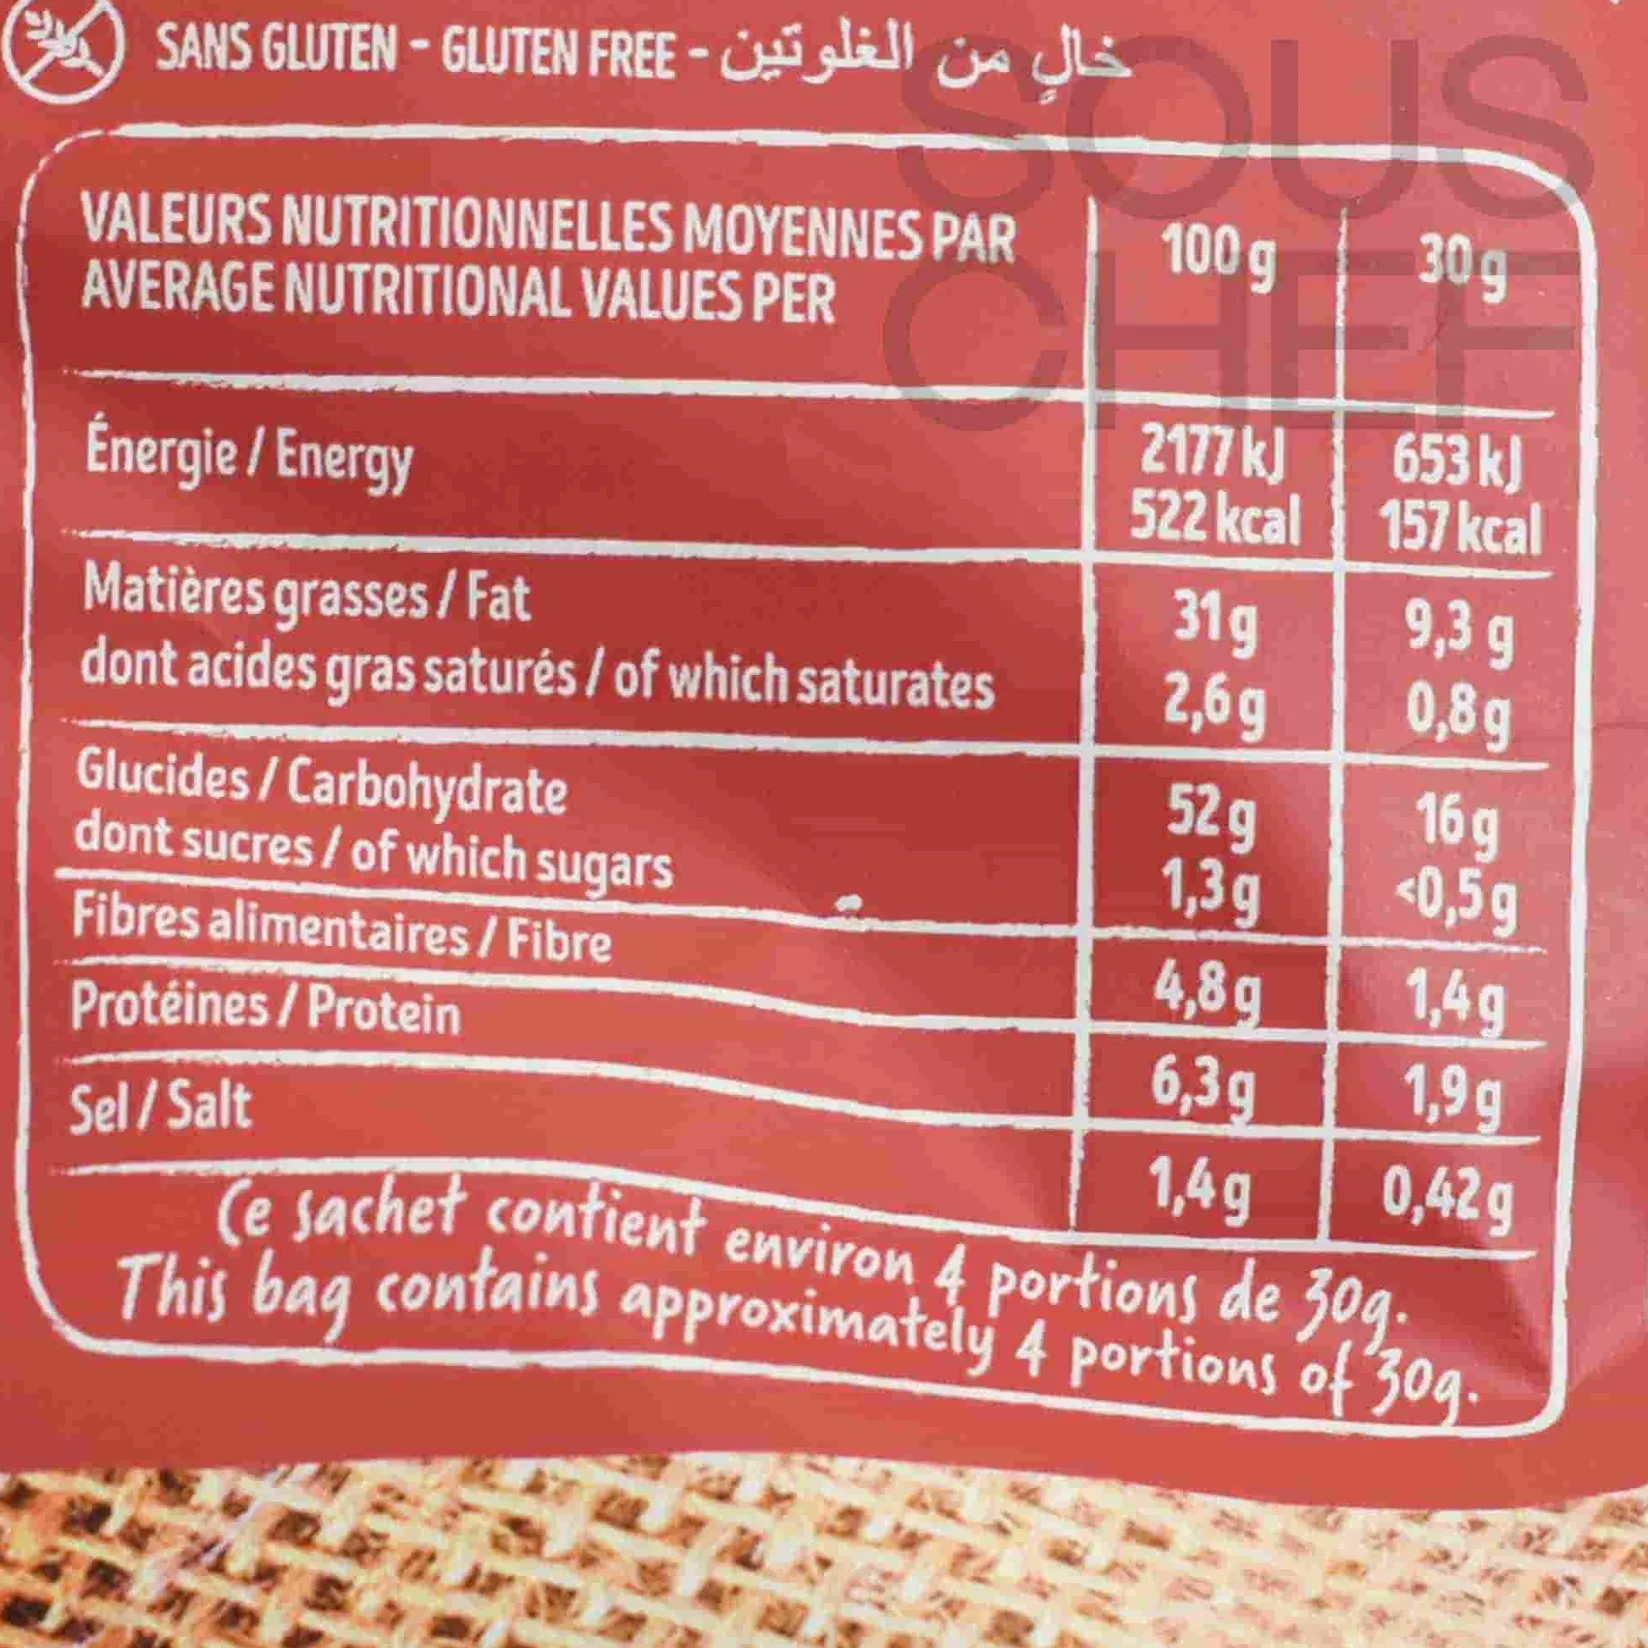 SANS GLUTEN - GLUTEN FREE - خالٍ من الغلوتين
SOUS
CHEF
VALEURS NUTRITIONNELLES MOYENNES PAR 100 g 30 g
AVERAGE NUTRITIONAL VALUES PER
Énergie / Energy 2177 kJ 653 kJ
522 kcal 157 kcal
Matières grasses / Fat 31 g 9,3 g
dont acides gras saturés / of which saturates 2,6 g 0,8 g
Glucides / Carbohydrate 52 g 16 g
dont sucres / of which sugars 1,3 g <0,5 g
Fibres alimentaires / Fibre 4,8 g 1,4 g
Protéines / Protein 6,3 g 1,9 g
Sel / Salt 1,4 g 0,42 g
Ce sachet contient environ 4 portions de 30g.
This bag contains approximately 4 portions of 30g.